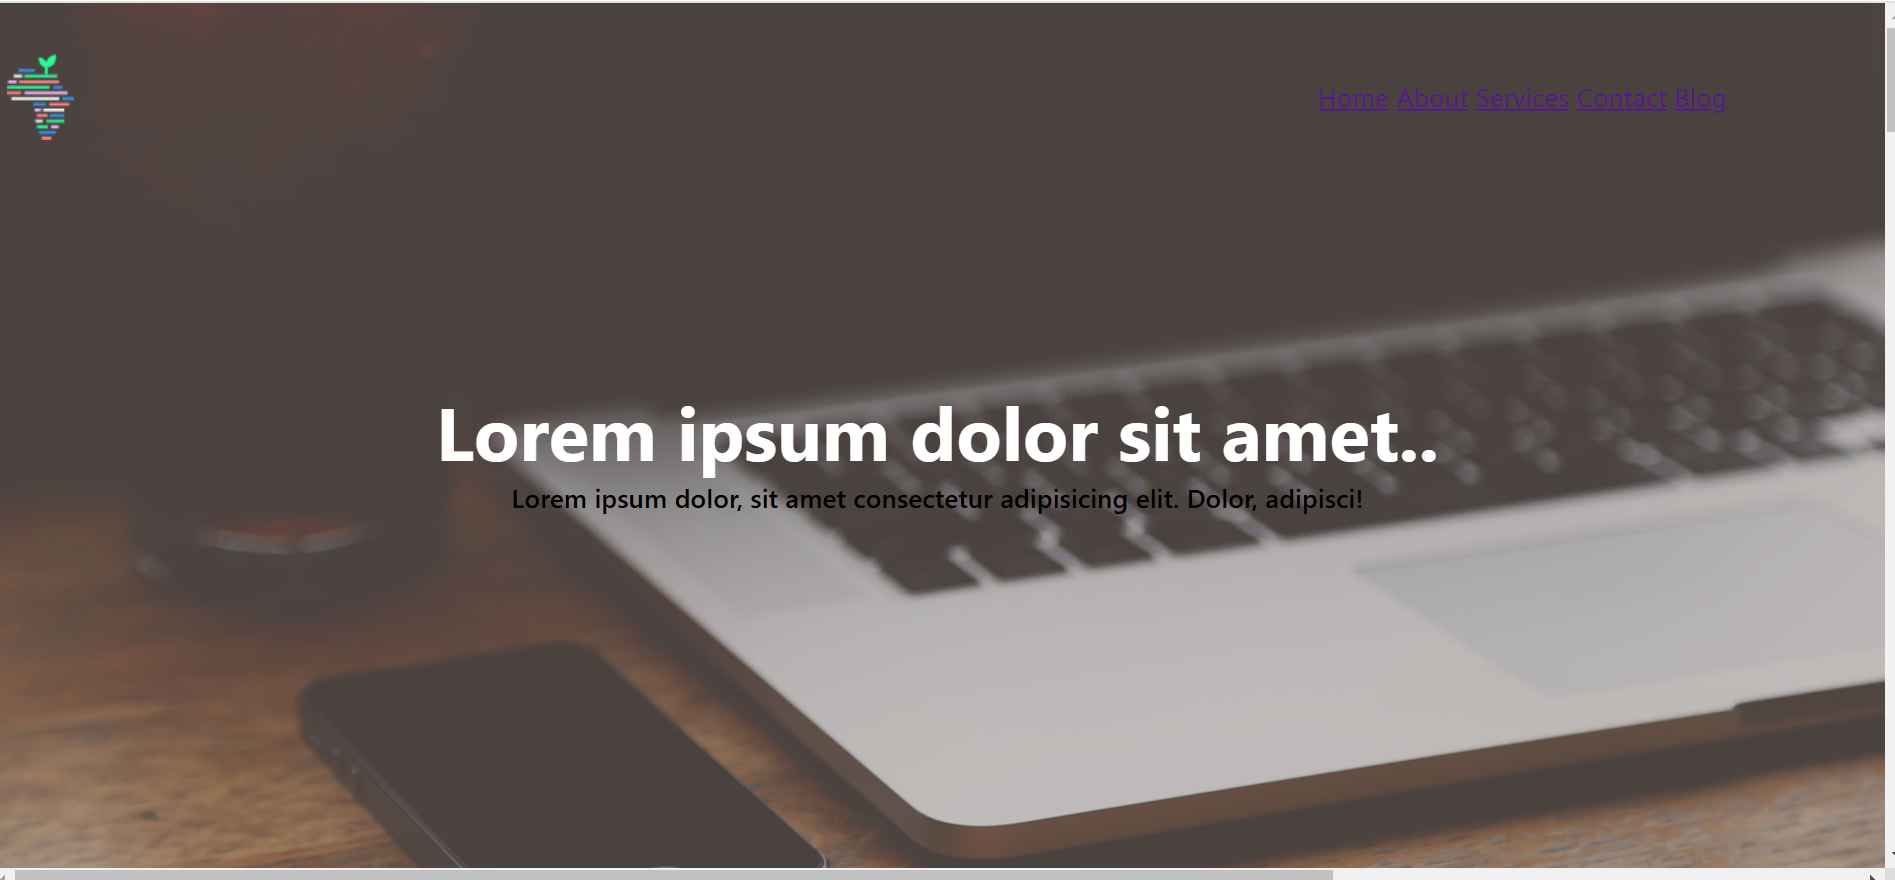 Home About Services Contact Blog
Lorem ipsum dolor sit amet..
Lorem ipsum dolor, sit amet consectetur adipisicing elit. Dolor, adipisci!